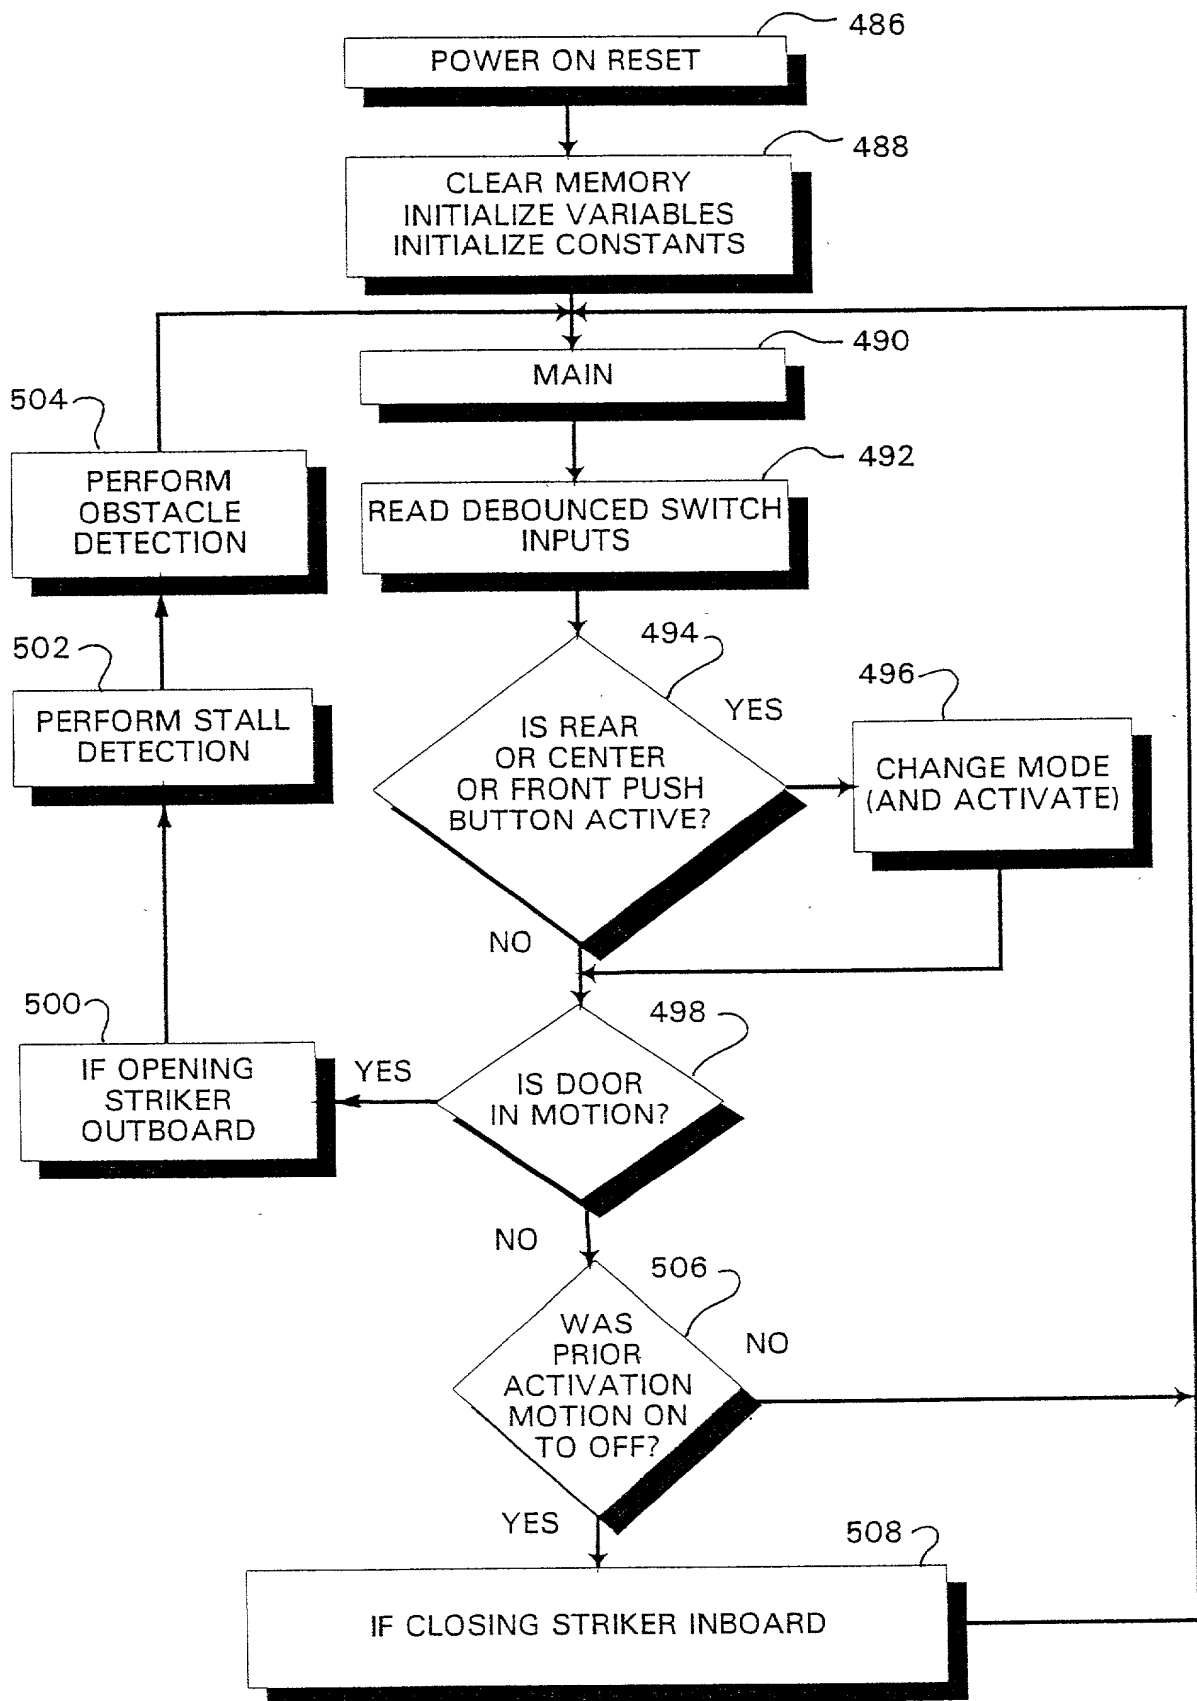 486
POWER ON RESET
488
CLEAR MEMORY
INITIALIZE VARIABLES
INITIALIZE CONSTANTS
490
MAIN
504
PERFORM
OBSTACLE
DETECTION
492
READ DEBOUNCED SWITCH
INPUTS
502
PERFORM STALL
DETECTION
494
IS REAR
OR CENTER
OR FRONT PUSH
BUTTON ACTIVE?
YES
496
CHANGE MODE
(AND ACTIVATE)
NO
500
IF OPENING
STRIKER
OUTBOARD
YES
498
IS DOOR
IN MOTION?
NO
506
WAS
PRIOR
ACTIVATION
MOTION ON
TO OFF?
NO
YES
508
IF CLOSING STRIKER INBOARD